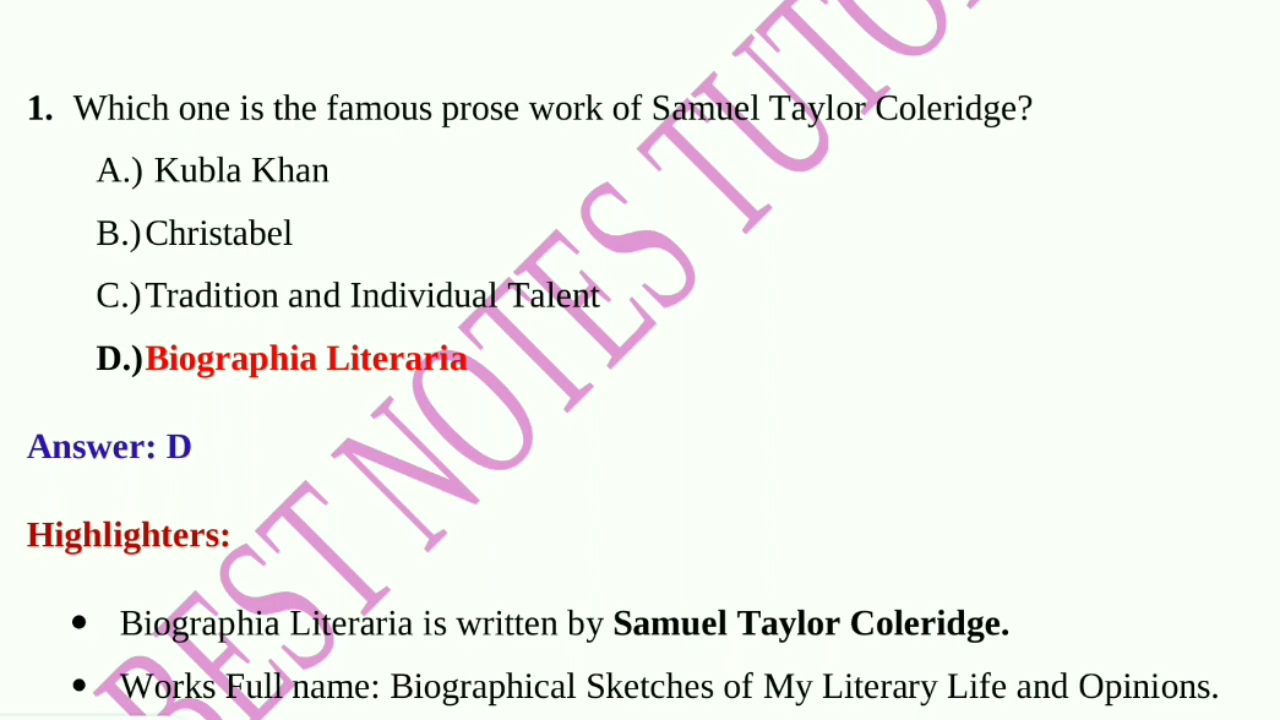 1. Which one is the famous prose work of Samuel Taylor Coleridge?
A.) Kubla Khan
B.) Christabel
C.) Tradition and Individual Talent
D.) Biographia Literaria
Answer: D
Highlighters:
• Biographia Literaria is written by Samuel Taylor Coleridge.
• Works Full name: Biographical Sketches of My Literary Life and Opinions.
BEST NOTES TUTO